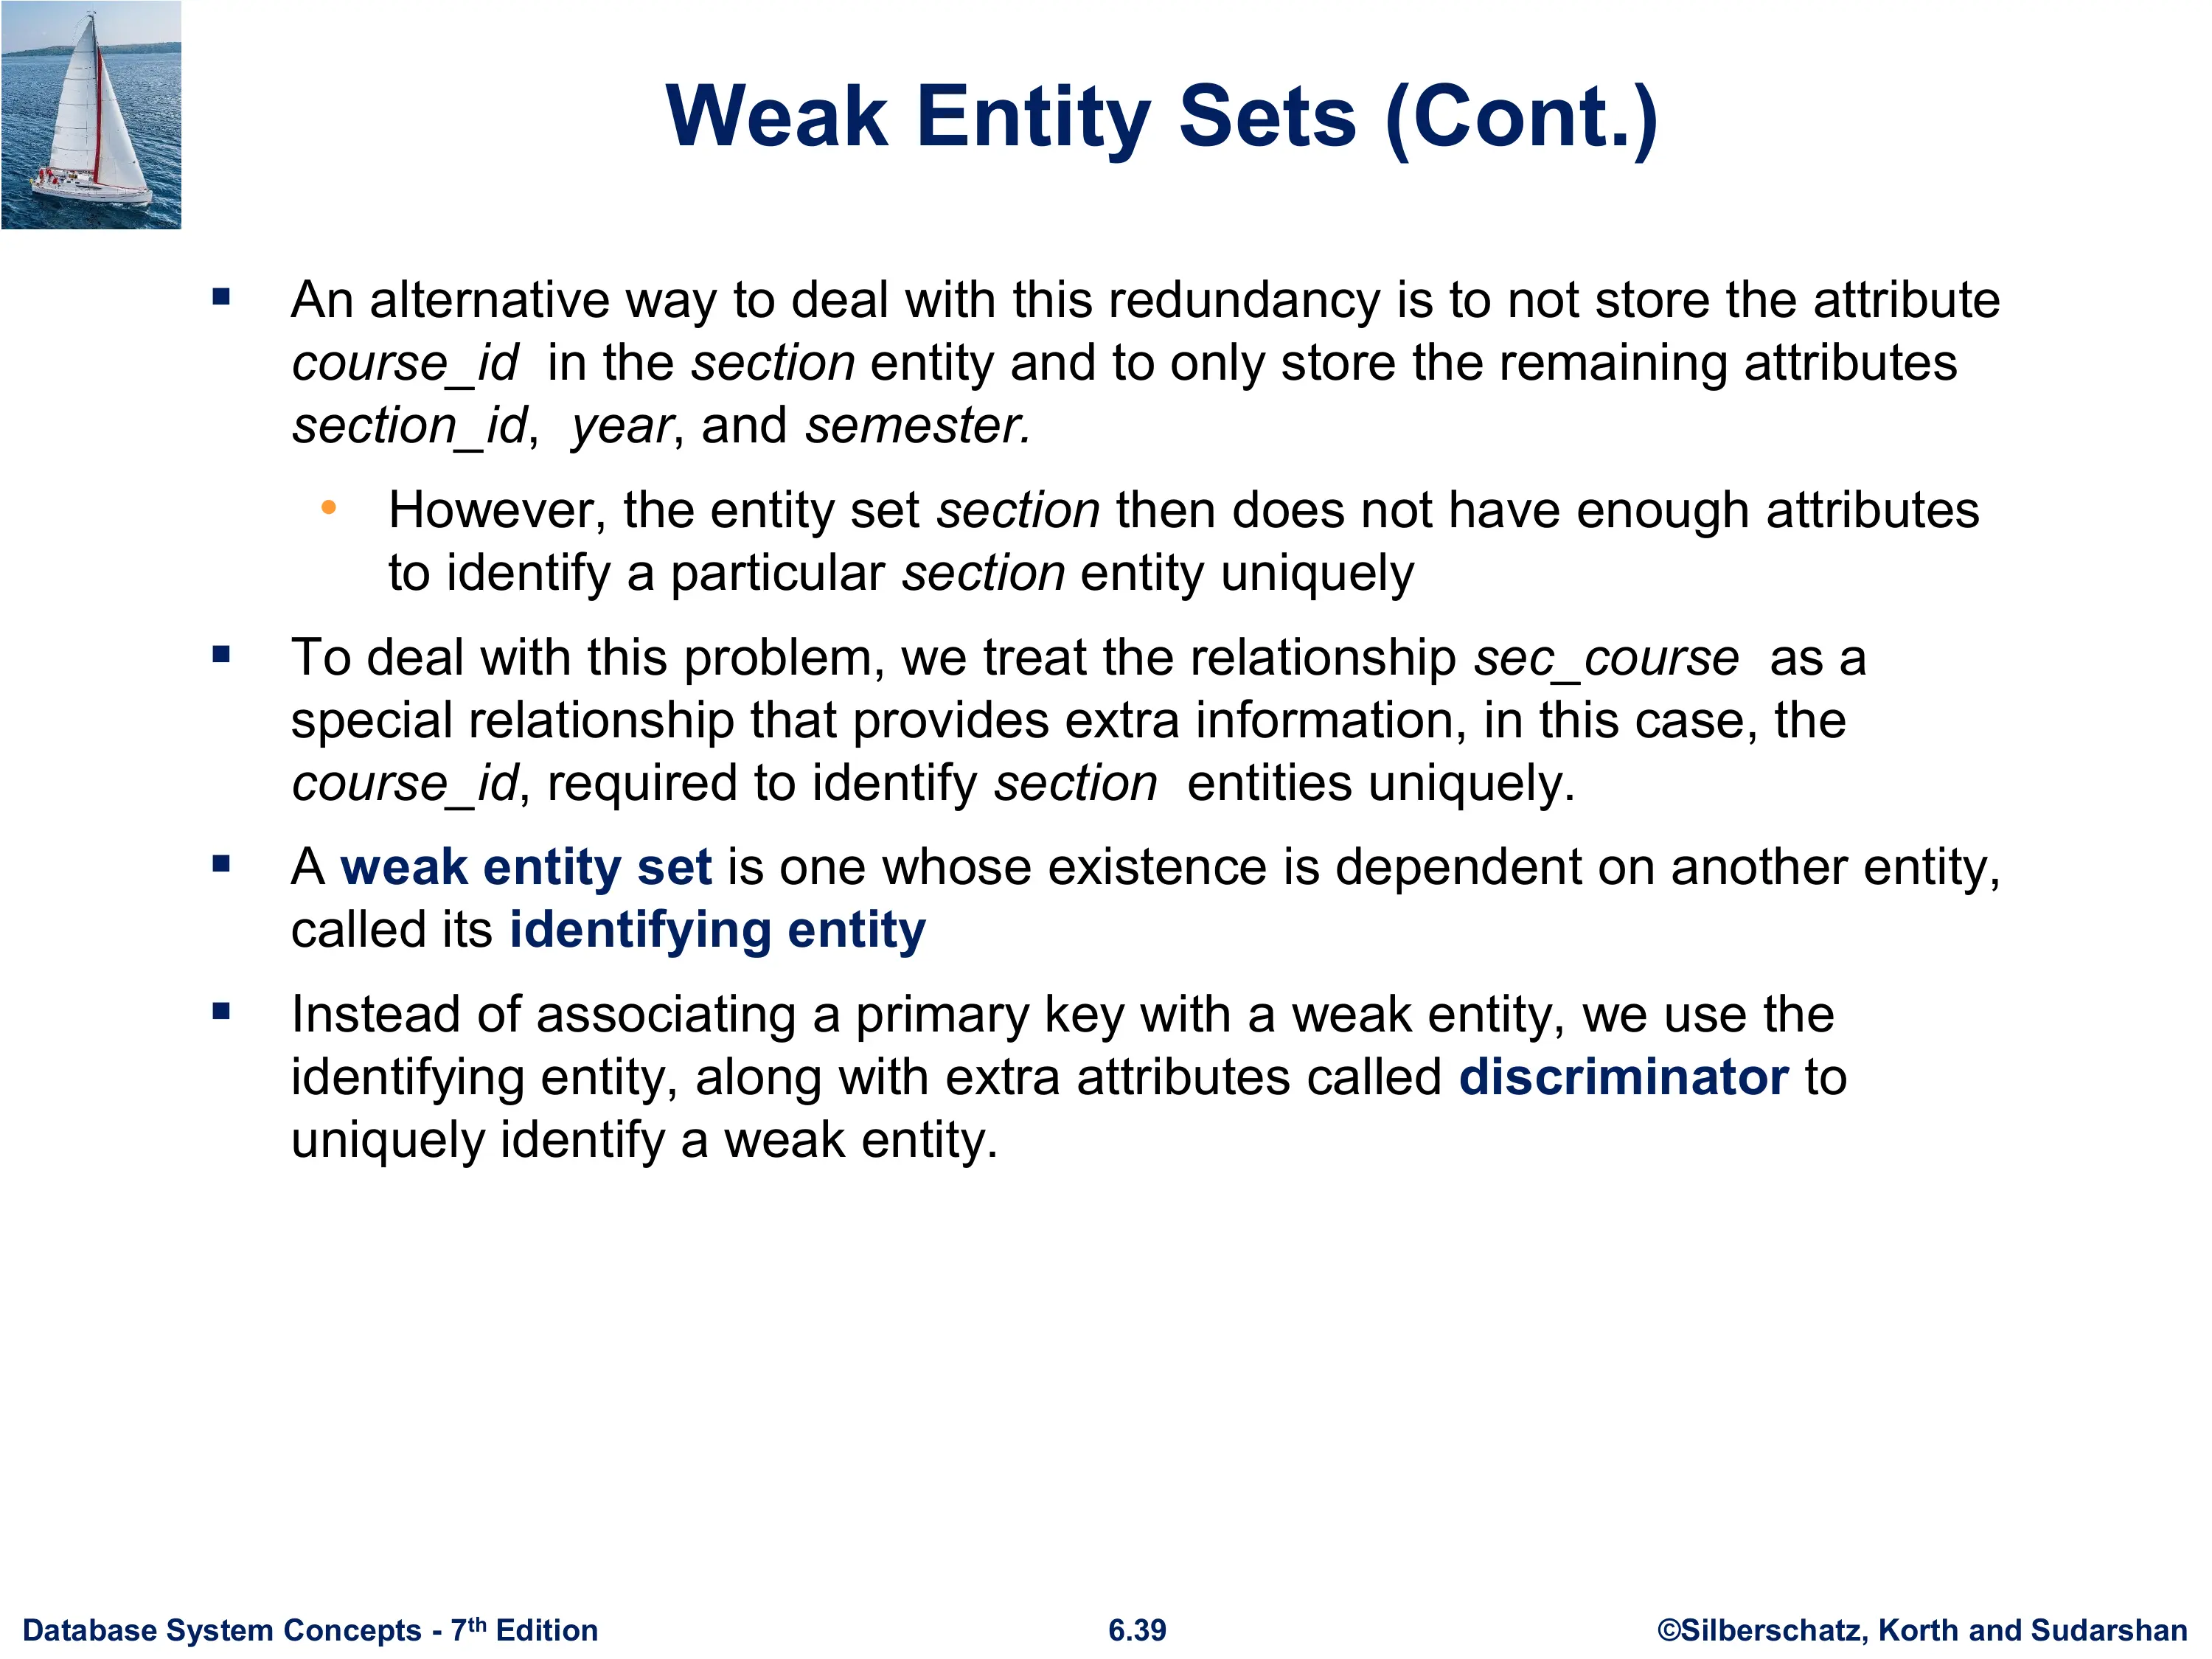 Weak Entity Sets (Cont.)
▪ An alternative way to deal with this redundancy is to not store the attribute
course_id in the section entity and to only store the remaining attributes
section_id, year, and semester.
• However, the entity set section then does not have enough attributes
to identify a particular section entity uniquely
▪ To deal with this problem, we treat the relationship sec_course as a
special relationship that provides extra information, in this case, the
course_id, required to identify section entities uniquely.
▪ A weak entity set is one whose existence is dependent on another entity,
called its identifying entity
▪ Instead of associating a primary key with a weak entity, we use the
identifying entity, along with extra attributes called discriminator to
uniquely identify a weak entity.
Database System Concepts - 7th Edition
6.39
©Silberschatz, Korth and Sudarshan